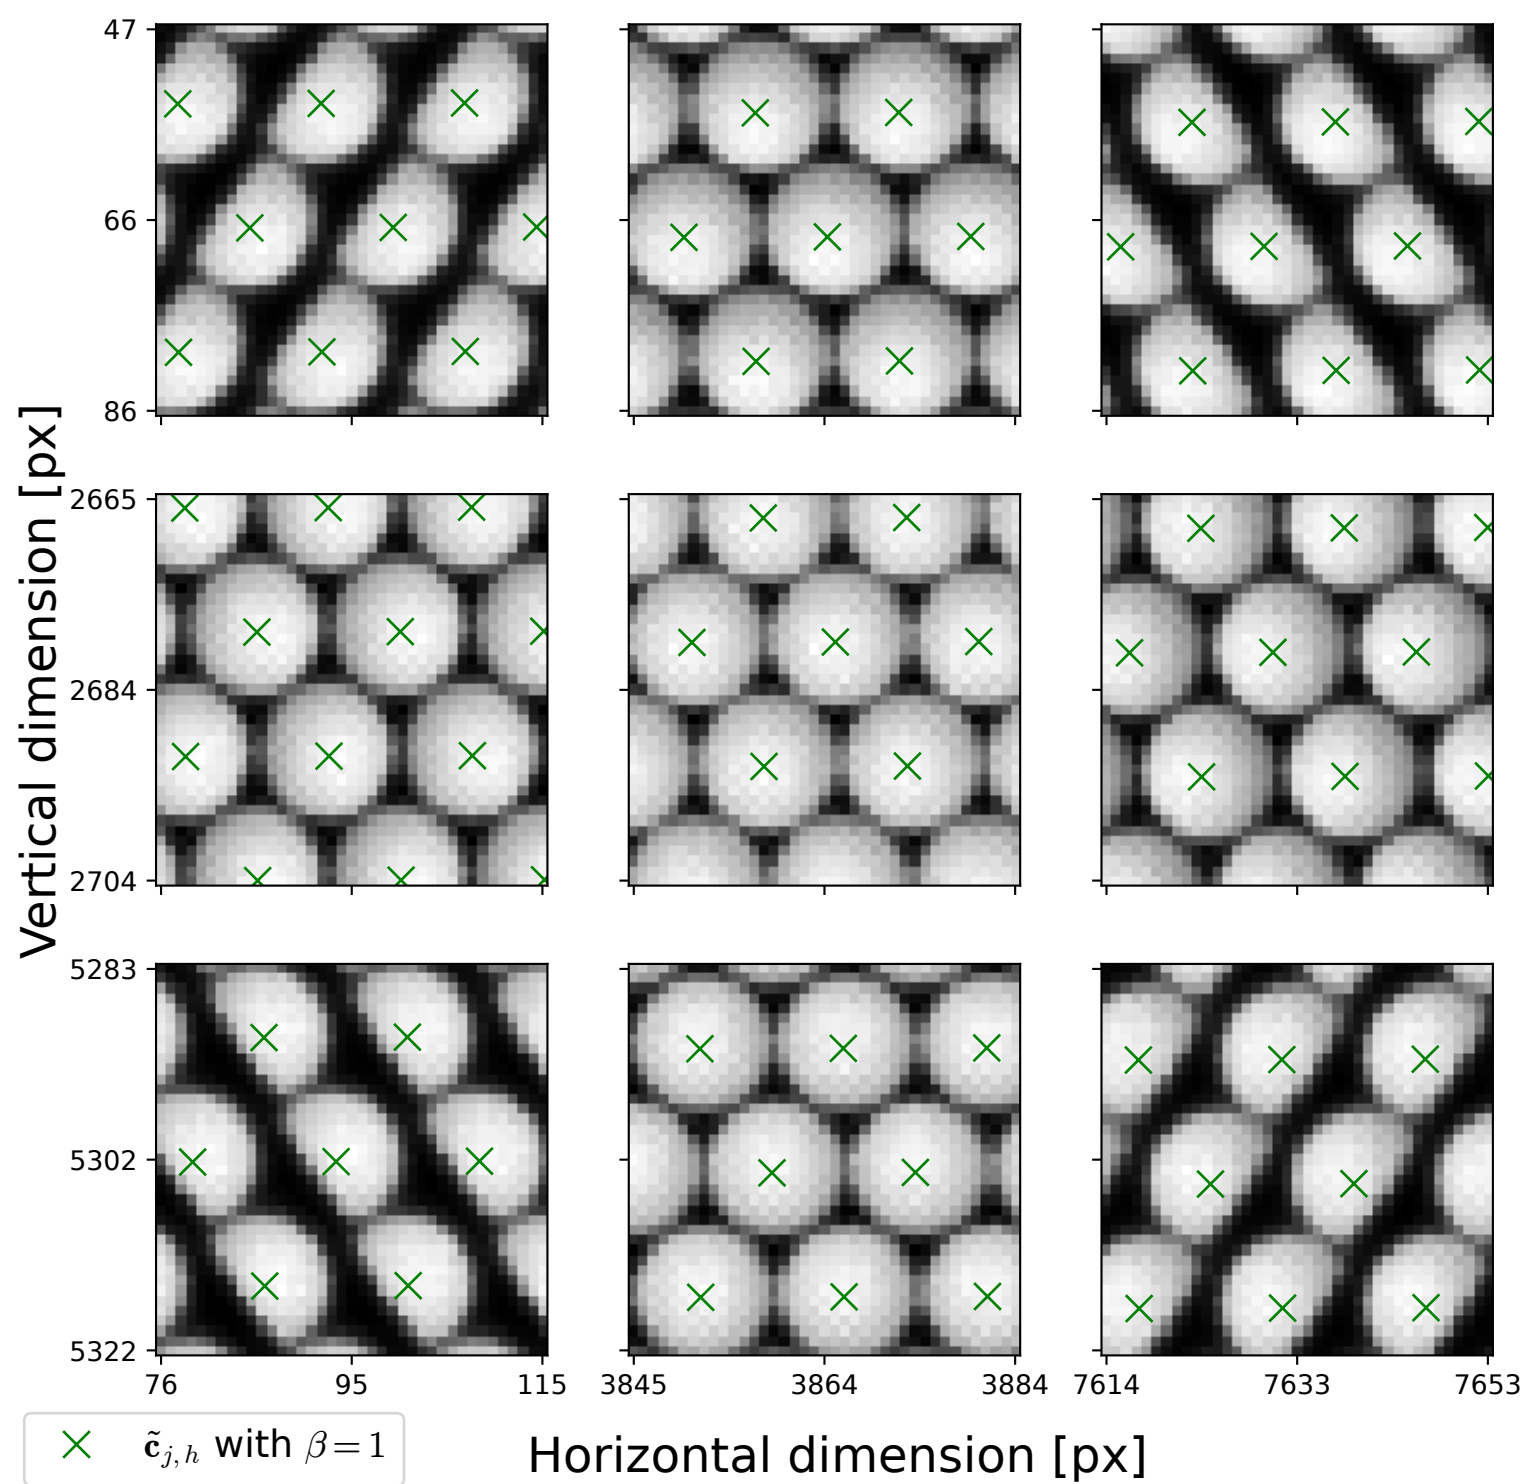 47
66
86
Vertical dimension [px]
2665
2684
2704
5283
5302
5322
76 95 115 3845 3864 3884 7614 7633 7653
c̃j,h with β=1
Horizontal dimension [px]